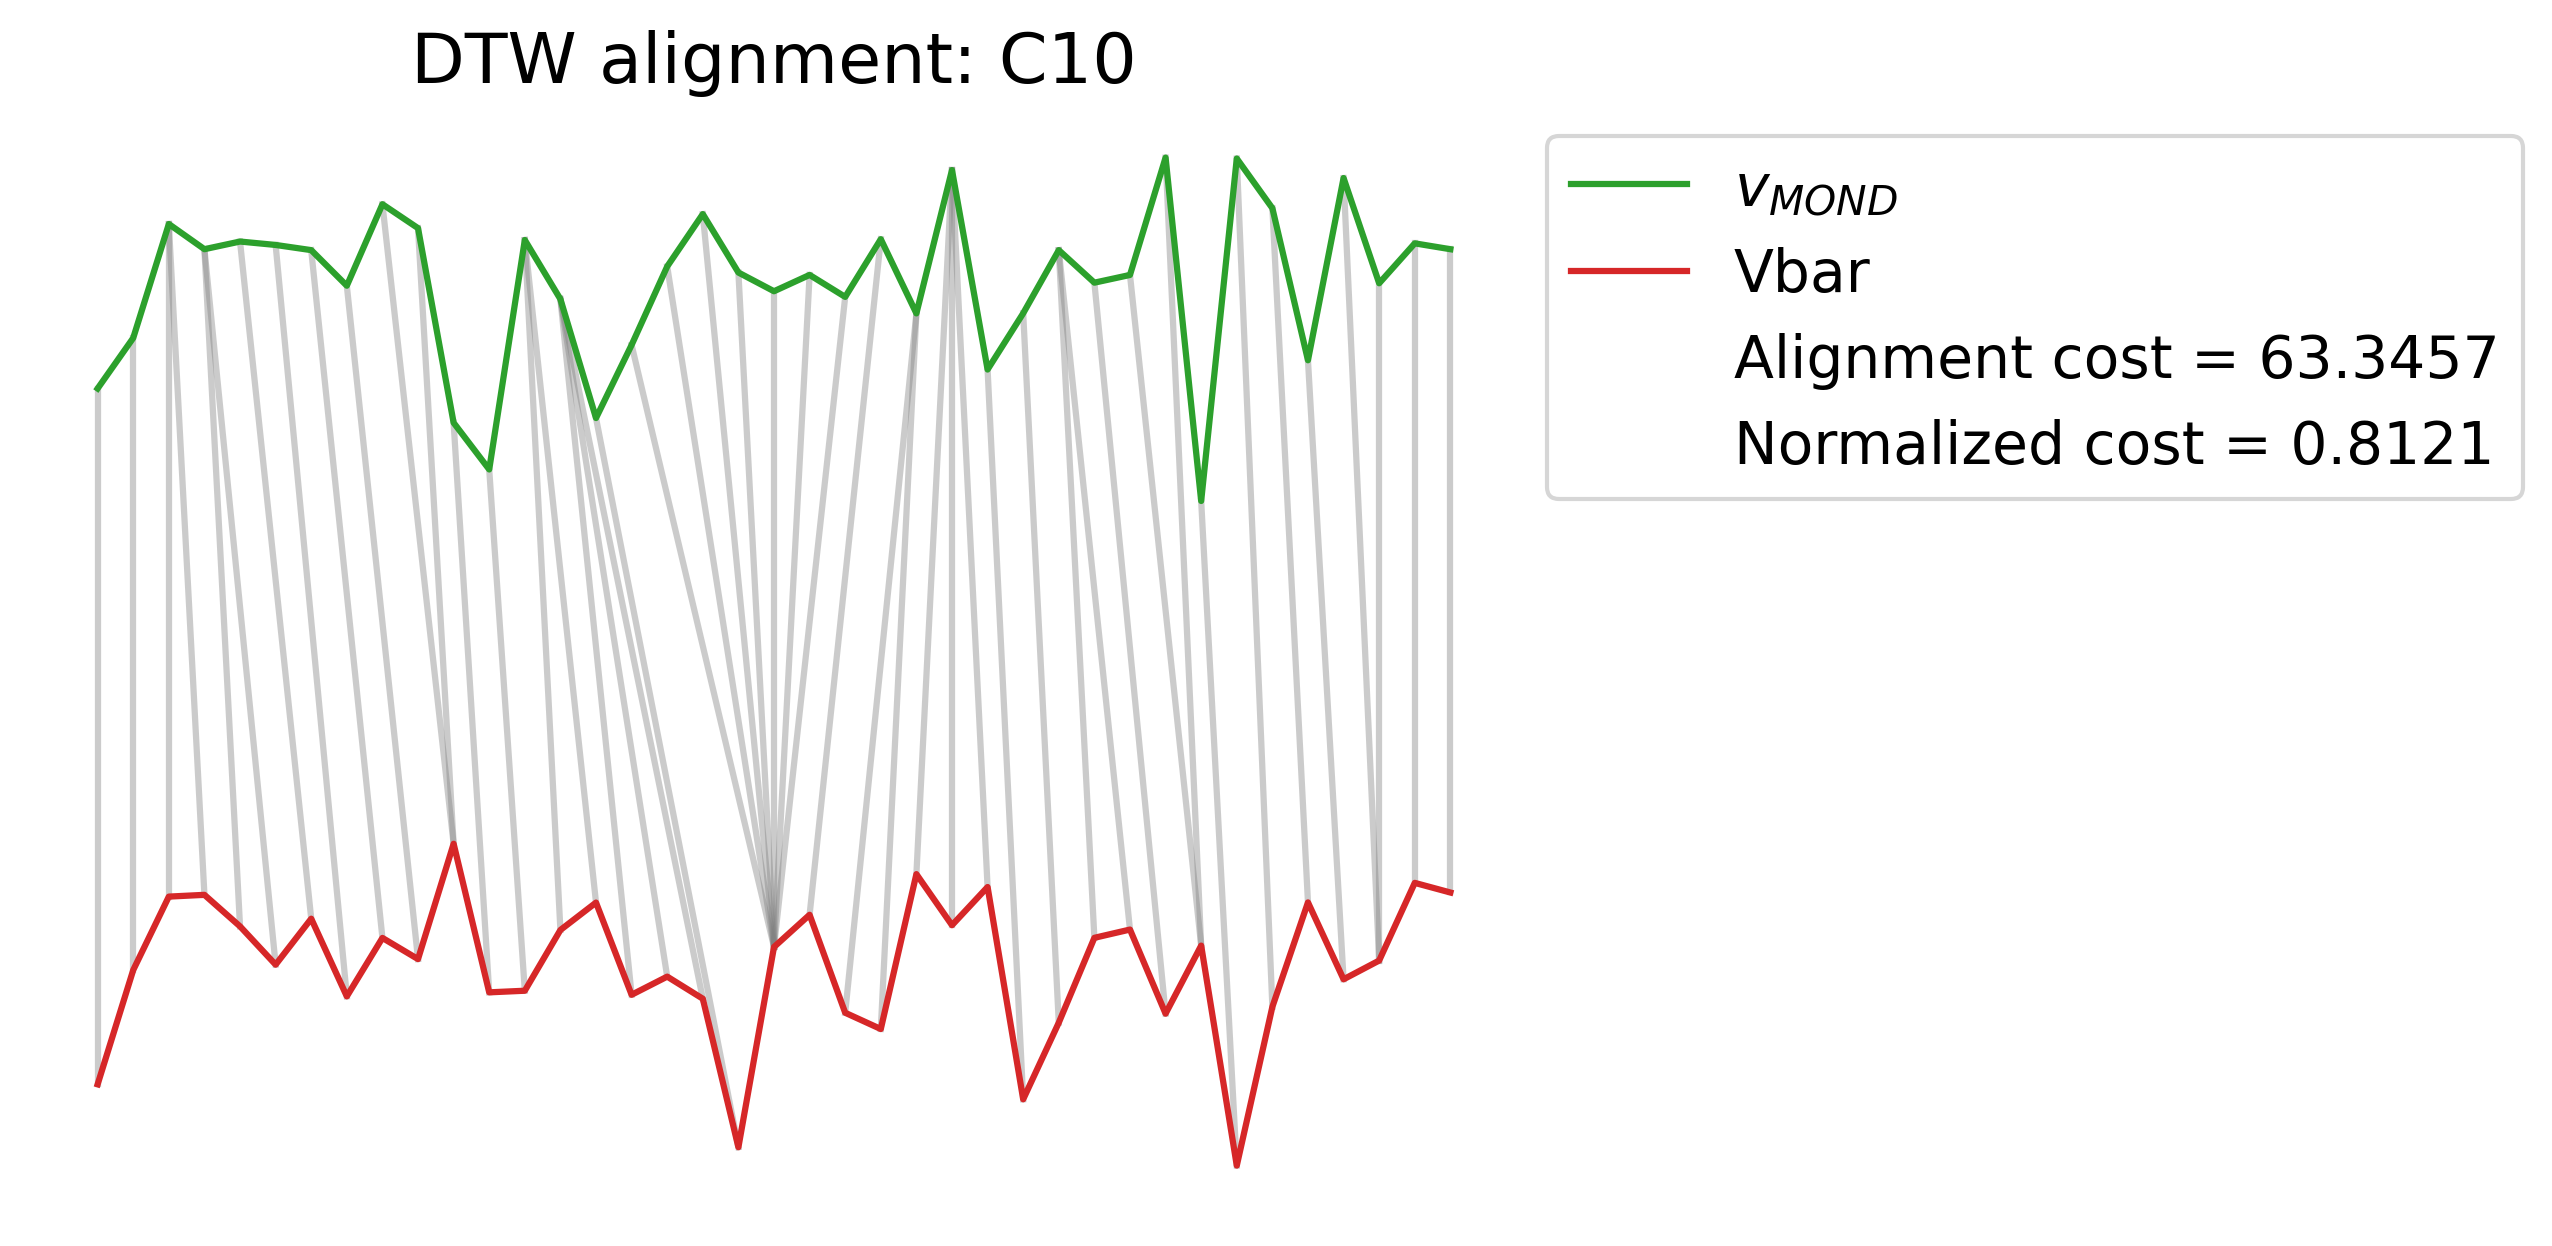 DTW alignment: C10
v_MOND
Vbar
Alignment cost = 63.3457
Normalized cost = 0.8121